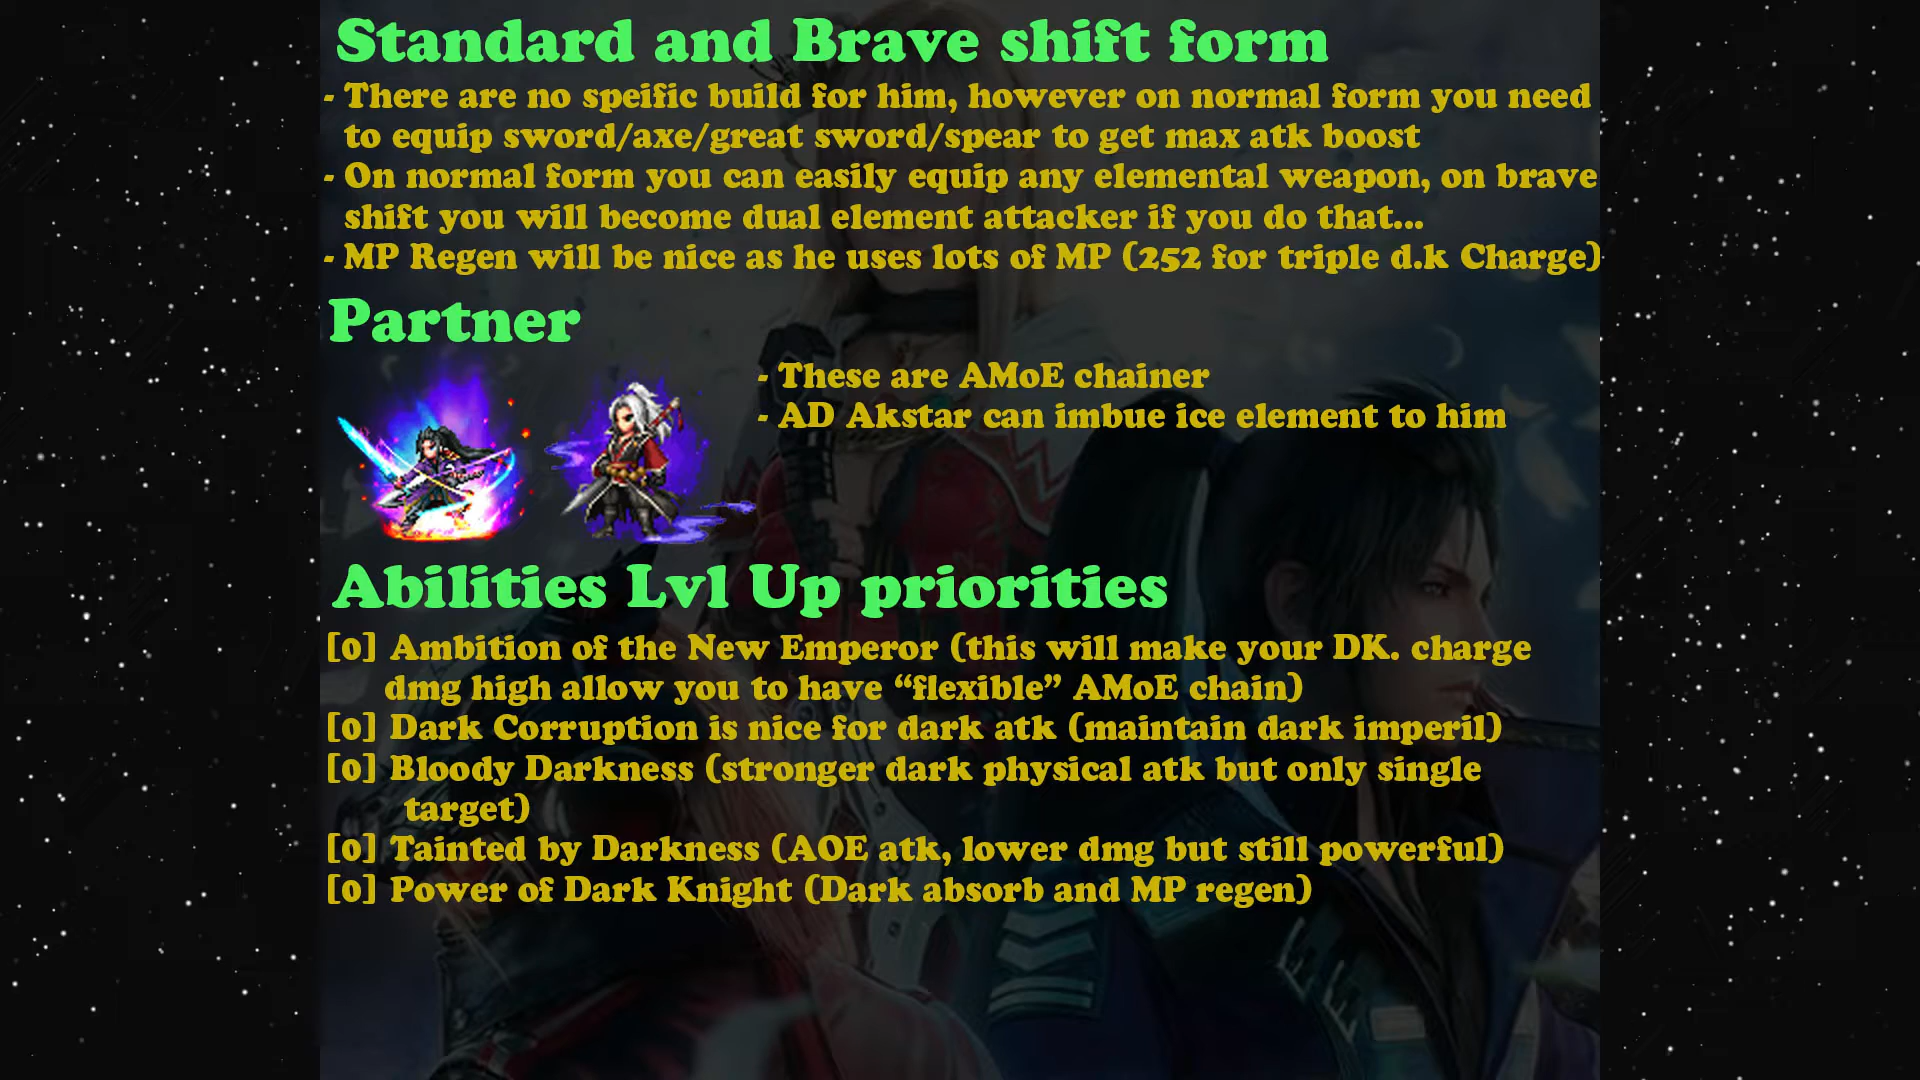 Standard and Brave shift form
- There are no speific build for him, however on normal form you need
to equip sword/axe/great sword/spear to get max atk boost
- On normal form you can easily equip any elemental weapon, on brave
shift you will become dual element attacker if you do that...
- MP Regen will be nice as he uses lots of MP (252 for triple d.k Charge)
Partner
- These are AMoE chainer
- AD Akstar can imbue ice element to him
Abilities Lvl Up priorities
[0] Ambition of the New Emperor (this will make your DK. charge
dmg high allow you to have “flexible” AMoE chain)
[0] Dark Corruption is nice for dark atk (maintain dark imperil)
[0] Bloody Darkness (stronger dark physical atk but only single
target)
[0] Tainted by Darkness (AOE atk, lower dmg but still powerful)
[0] Power of Dark Knight (Dark absorb and MP regen)